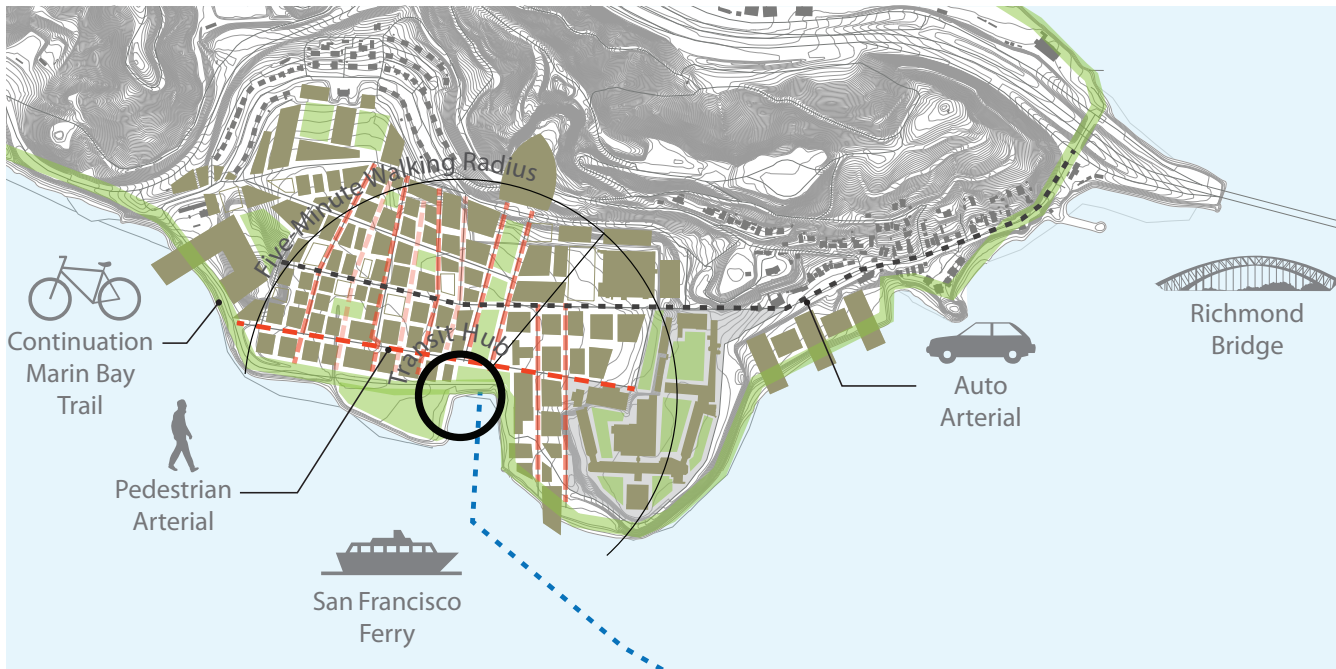 Five-Minute Walking Radius
Transit Hub
Continuation
Marin Bay
Trail
Pedestrian
Arterial
San Francisco
Ferry
Auto
Arterial
Richmond
Bridge